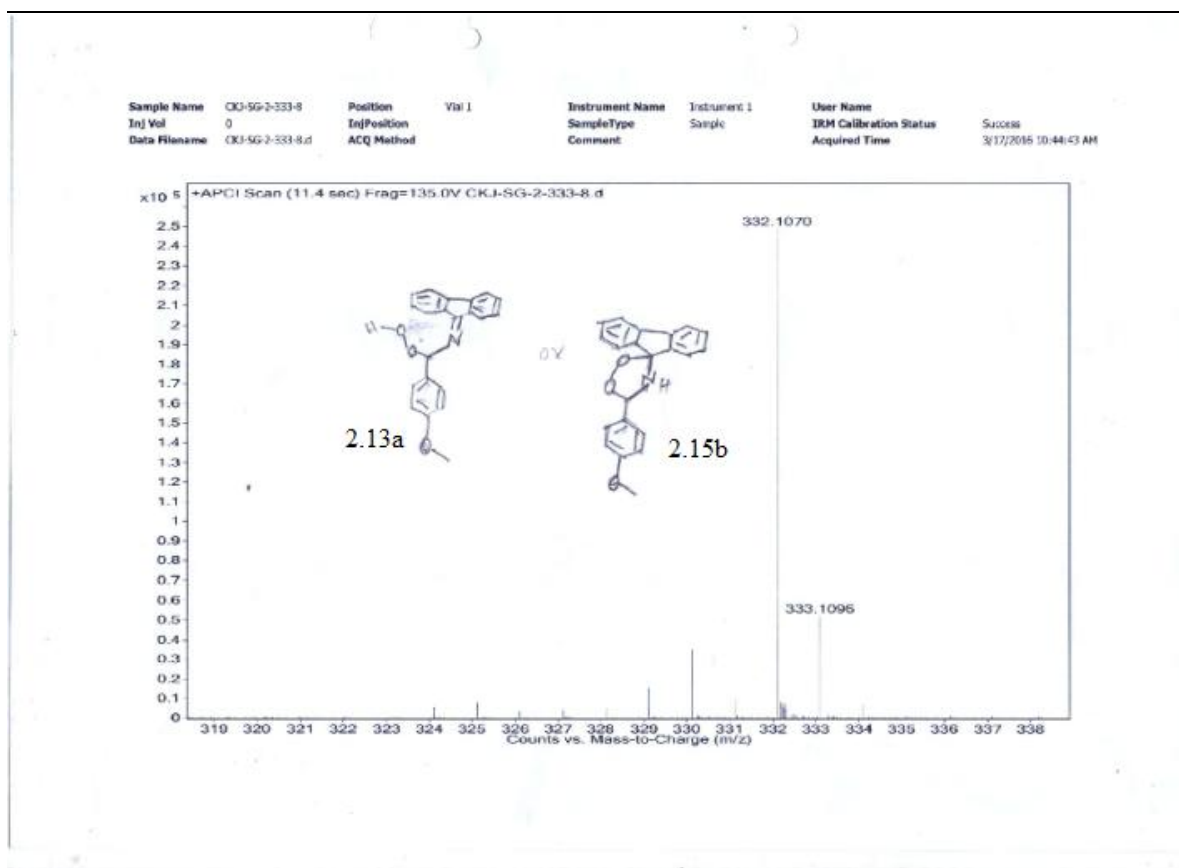 Sample Name CKJ-SG-2-333-8 Position Vial 1 Instrument Name Instrument 1 User Name
Inj Vol 0 InjPosition SampleType Sample IRM Calibration Status Success
Data Filename CKJ-SG-2-333-8.d ACQ Method Comment Acquired Time 3/17/2016 10:44:43 AM
x10 5 +APCI Scan (11.4 sec) Frag=135.0V CKJ-SG-2-333-8.d
332.1070
2.5
2.4
2.3
2.2
2.1
2
1.9
1.8
1.7
1.6
1.5
1.4
1.3
1.2
1.1
1
0.9
0.8
0.7
0.6
0.5
0.4
0.3
0.2
0.1
0
N
H
O
O
or
O
O
N H
2.13a
O
2.15b
O
333.1096
319 320 321 322 323 324 325 326 327 328 329 330 331 332 333 334 335 336 337 338
Counts vs. Mass-to-Charge (m/z)